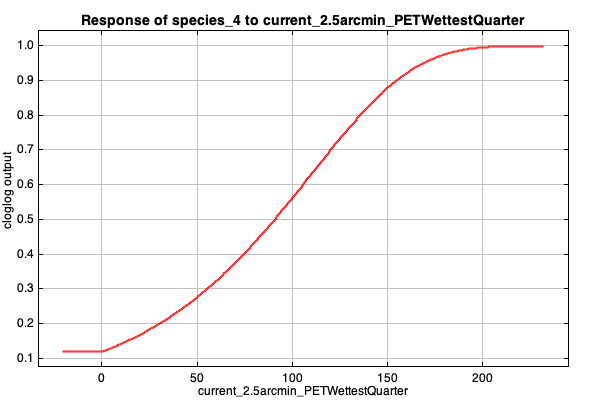 Response of species_4 to current_2.5arcmin_PETWettestQuarter
cloglog output
1.0
0.9
0.8
0.7
0.6
0.5
0.4
0.3
0.2
0.1
0 50 100 150 200
current_2.5arcmin_PETWettestQuarter